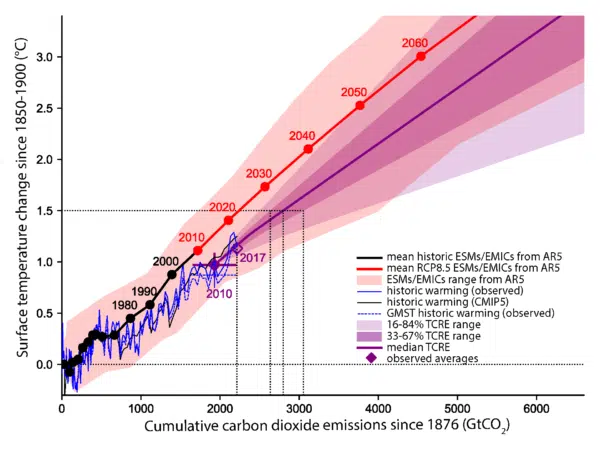 Surface temperature change since 1850-1900 (°C)
3.0
2.5
2.0
1.5
1.0
0.5
0.0
2060
2050
2040
2030
2020
2010
2000
1990
1980
2017
2010
mean historic ESMs/EMICs from AR5
mean RCP8.5 ESMs/EMICs from AR5
ESMs/EMICs range from AR5
historic warming (observed)
historic warming (CMIP5)
GMST historic warming (observed)
16-84% TCRE range
33-67% TCRE range
median TCRE
observed averages
0
1000
2000
3000
4000
5000
6000
Cumulative carbon dioxide emissions since 1876 (GtCO2)